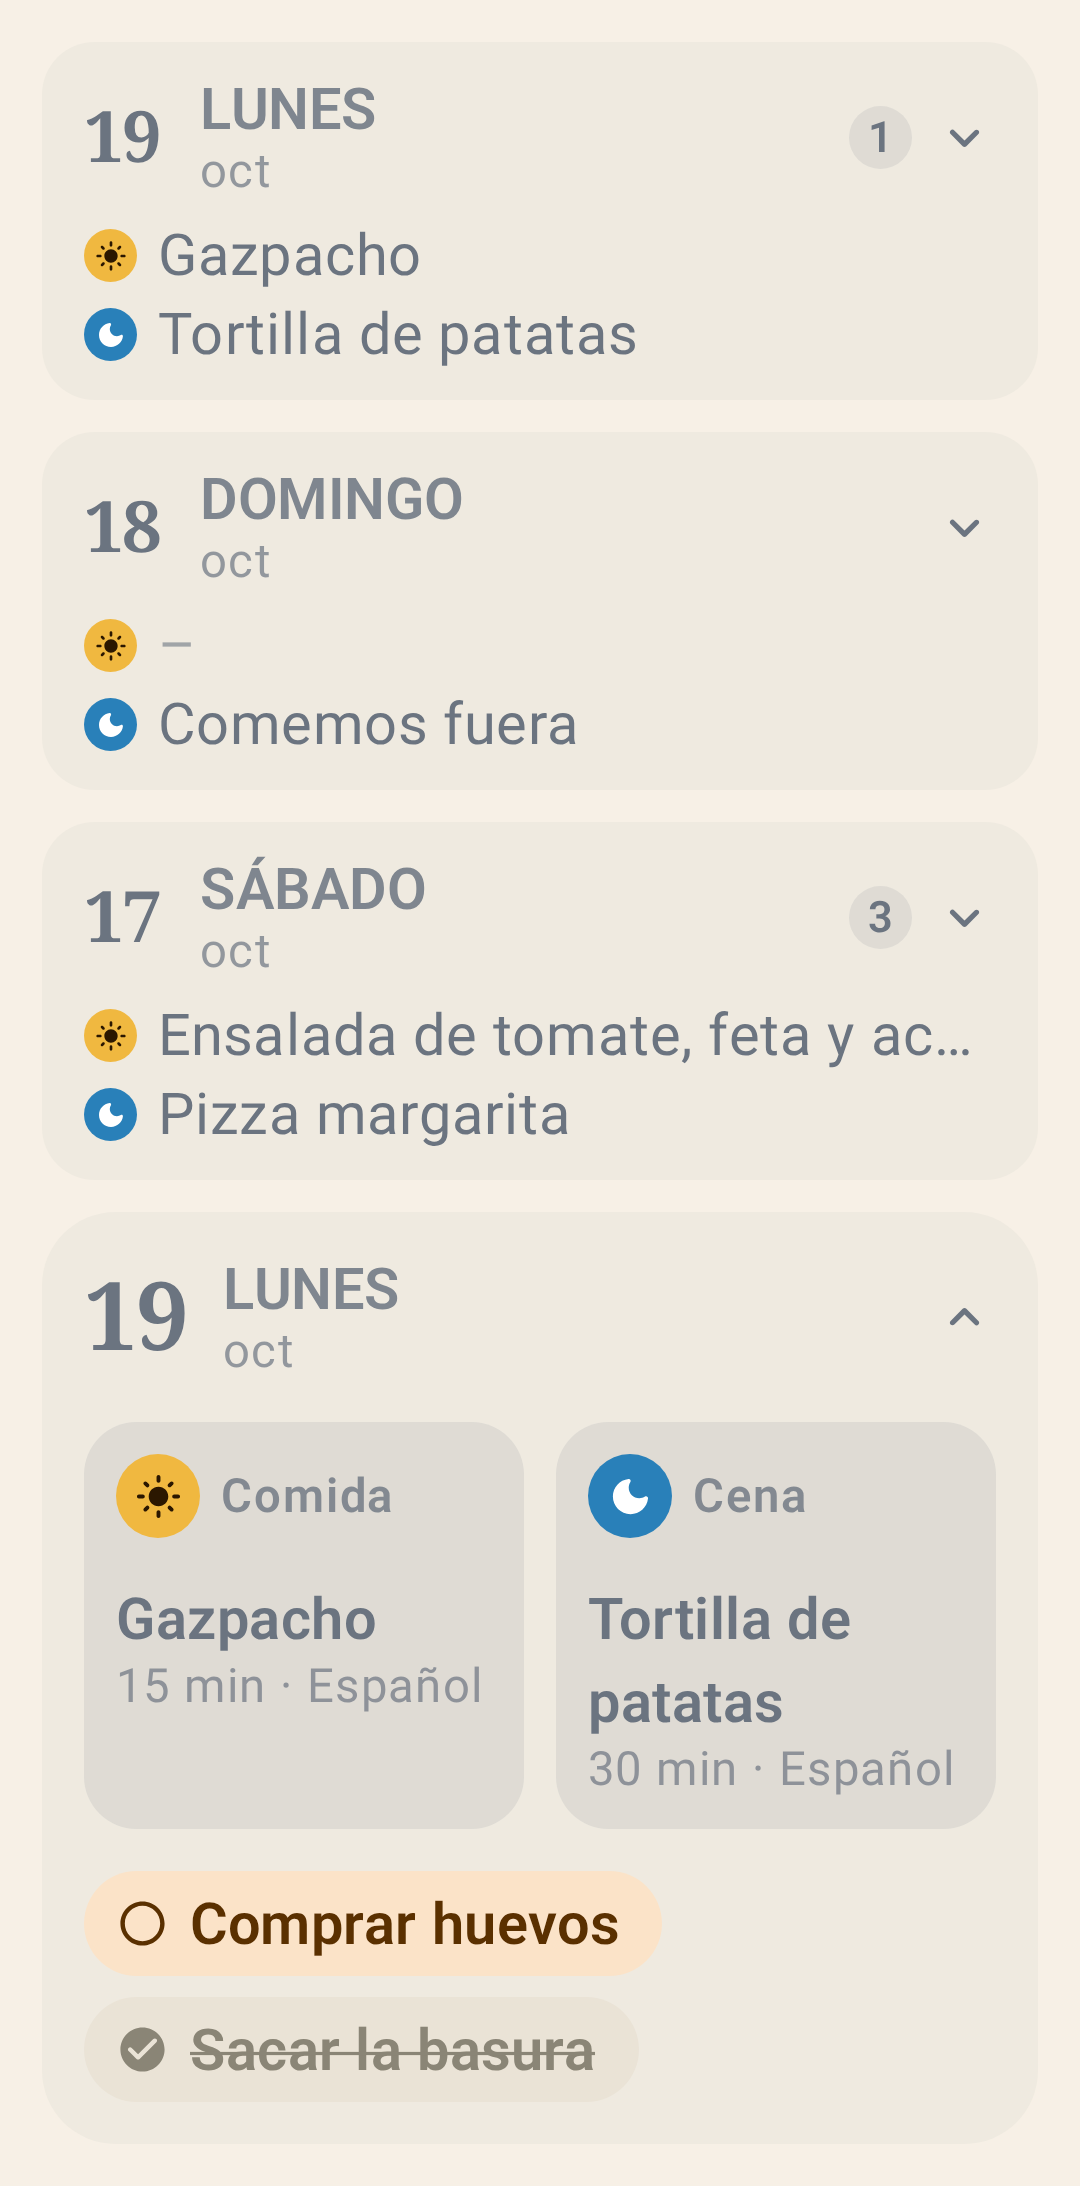 19 LUNES
oct
1
Gazpacho
Tortilla de patatas
18 DOMINGO
oct
–
Comemos fuera
17 SÁBADO
oct
3
Ensalada de tomate, feta y ac...
Pizza margarita
19 LUNES
oct
Comida
Gazpacho
15 min · Español
Cena
Tortilla de
patatas
30 min · Español
Comprar huevos
Sacar la basura